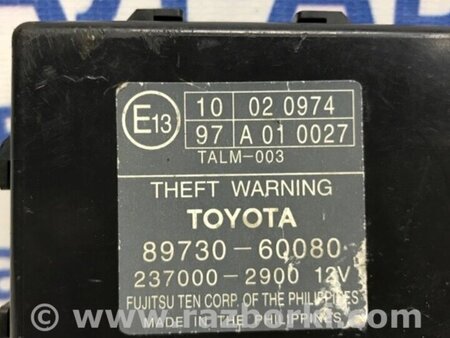 E13
10 02 0974
97 A 01 0027
TALM-003
THEFT WARNING
TOYOTA
89730-60080
237000-2900 12V
FUJITSU TEN CORP. OF THE PHILIPPINES
MADE IN THE PHILIPPINES
www.razborkino.com